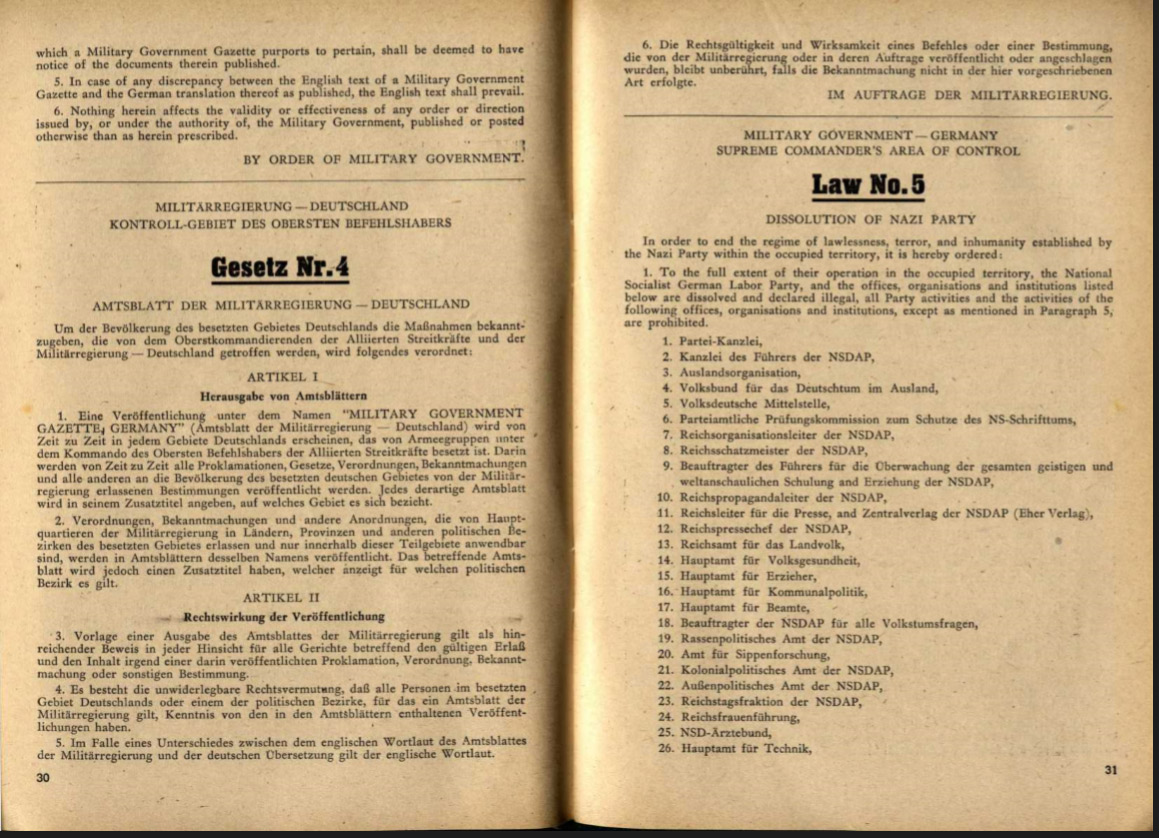 which a Military Government Gazette purports to pertain, shall be deemed to have
notice of the documents therein published.
5. In case of any discrepancy between the English text of a Military Government
Gazette and the German translation thereof as published, the English text shall prevail.
6. Nothing herein affects the validity or effectiveness of any order or direction
issued by, or under the authority of, the Military Government, published or posted
otherwise than as herein prescribed.
BY ORDER OF MILITARY GOVERNMENT.
MILITÄRREGIERUNG — DEUTSCHLAND
KONTROLL-GEBIET DES OBERSTEN BEFEHLSHABERS
Gesetz Nr. 4
AMTSBLATT DER MILITÄRREGIERUNG — DEUTSCHLAND
Um der Bevölkerung des besetzten Gebietes Deutschlands die Maßnahmen bekannt-
zugeben, die von dem Oberstkommandierenden der Alliierten Streitkräfte und der
Militärregierung — Deutschland getroffen werden, wird folgendes verordnet:
ARTIKEL I
Herausgabe von Amtsblättern
1. Eine Veröffentlichung unter dem Namen "MILITARY GOVERNMENT
GAZETTE, GERMANY" (Amtsblatt der Militärregierung — Deutschland) wird von
Zeit zu Zeit in jedem Gebiete Deutschlands erscheinen, das von Armeegruppen unter
dem Kommando des Obersten Befehlshabers der Alliierten Streitkräfte besetzt ist. Darin
werden von Zeit zu Zeit alle Proklamationen, Gesetze, Verordnungen, Bekanntmachungen
und alle anderen an die Bevölkerung des besetzten deutschen Gebietes von der Militär-
regierung erlassenen Bestimmungen veröffentlicht werden. Jedes derartige Amtsblatt
wird in seinem Zusatztitel angeben, auf welches Gebiet es sich bezieht.
2. Verordnungen, Bekanntmachungen und andere Anordnungen, die von Haupt-
quartieren der Militärregierung in Ländern, Provinzen und anderen politischen Be-
zirken des besetzten Gebietes erlassen und nur innerhalb dieser Teilgebiete anwendbar
sind, werden in Amtsblättern desselben Namens veröffentlicht. Das betreffende Amts-
blatt wird jedoch einen Zusatztitel haben, welcher anzeigt für welchen politischen
Bezirk es gilt.
ARTIKEL II
Rechtswirkung der Veröffentlichung
3. Vorlage einer Ausgabe des Amtsblattes der Militärregierung gilt als hin-
reichender Beweis in jeder Hinsicht für alle Gerichte betreffend den gültigen Erlaß
und den Inhalt irgend einer darin veröffentlichten Proklamation, Verordnung, Bekannt-
machung oder sonstigen Bestimmung.
4. Es besteht die unwiderlegbare Rechtsvermutung, daß alle Personen im besetzten
Gebiet Deutschlands oder einem der politischen Bezirke, für das ein Amtsblatt der
Militärregierung gilt, Kenntnis von den in den Amtsblättern enthaltenen Veröffent-
lichungen haben.
5. Im Falle eines Unterschiedes zwischen dem englischen Wortlaut des Amtsblattes
der Militärregierung und der deutschen Übersetzung gilt der englische Wortlaut.
30
6. Die Rechtsgültigkeit und Wirksamkeit eines Befehles oder einer Bestimmung,
die von der Militärregierung oder in deren Auftrage veröffentlicht oder angeschlagen
wurden, bleibt unberührt, falls die Bekanntmachung nicht in der hier vorgeschriebenen
Art erfolgte.
IM AUFTRAGE DER MILITÄRREGIERUNG.
MILITARY GOVERNMENT — GERMANY
SUPREME COMMANDER'S AREA OF CONTROL
Law No. 5
DISSOLUTION OF NAZI PARTY
In order to end the regime of lawlessness, terror, and inhumanity established by
the Nazi Party within the occupied territory, it is hereby ordered:
1. To the full extent of their operation in the occupied territory, the National
Socialist German Labor Party, and the offices, organisations and institutions listed
below are dissolved and declared illegal, all Party activities and the activities of the
following offices, organisations and institutions, except as mentioned in Paragraph 5,
are prohibited.
1. Partei-Kanzlei,
2. Kanzlei des Führers der NSDAP,
3. Auslandsorganisation,
4. Volksbund für das Deutschtum im Ausland,
5. Volksdeutsche Mittelstelle,
6. Parteiamtliche Prüfungskommission zum Schutze des NS-Schrifttums,
7. Reichsorganisationsleiter der NSDAP,
8. Reichsschatzmeister der NSDAP,
9. Beauftragter des Führers für die Überwachung der gesamten geistigen und
weltanschaulichen Schulung und Erziehung der NSDAP,
10. Reichspropagandaleiter der NSDAP,
11. Reichsleiter für die Presse, and Zentralverlag der NSDAP (Eher Verlag),
12. Reichspressechef der NSDAP,
13. Reichsamt für das Landvolk,
14. Hauptamt für Volksgesundheit,
15. Hauptamt für Erzieher,
16. Hauptamt für Kommunalpolitik,
17. Hauptamt für Beamte,
18. Beauftragter der NSDAP für alle Volkstumsfragen,
19. Rassenpolitisches Amt der NSDAP,
20. Amt für Sippenforschung,
21. Kolonialpolitisches Amt der NSDAP,
22. Außenpolitisches Amt der NSDAP,
23. Reichstagsfraktion der NSDAP,
24. Reichsfrauenführung,
25. NSD-Ärztebund,
26. Hauptamt für Technik,
31